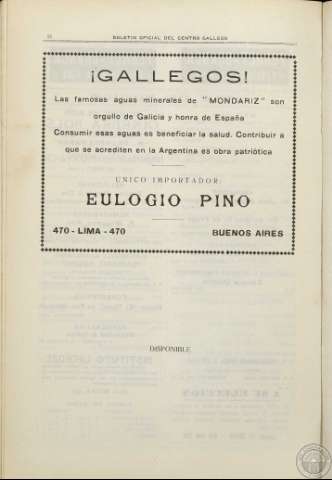 BOLETIN OFICIAL DEL CENTRO GALLEGO
¡GALLEGOS!
Las famosas aguas minerales de "MONDARIZ" son
orgullo de Galicia y honra de España
Consumir esas aguas es beneficiar la salud. Contribuir a
que se acrediten en la Argentina es obra patriótica
UNICO IMPORTADOR:
EULOGIO PINO
470 - LIMA - 470 BUENOS AIRES
DISPONIBLE